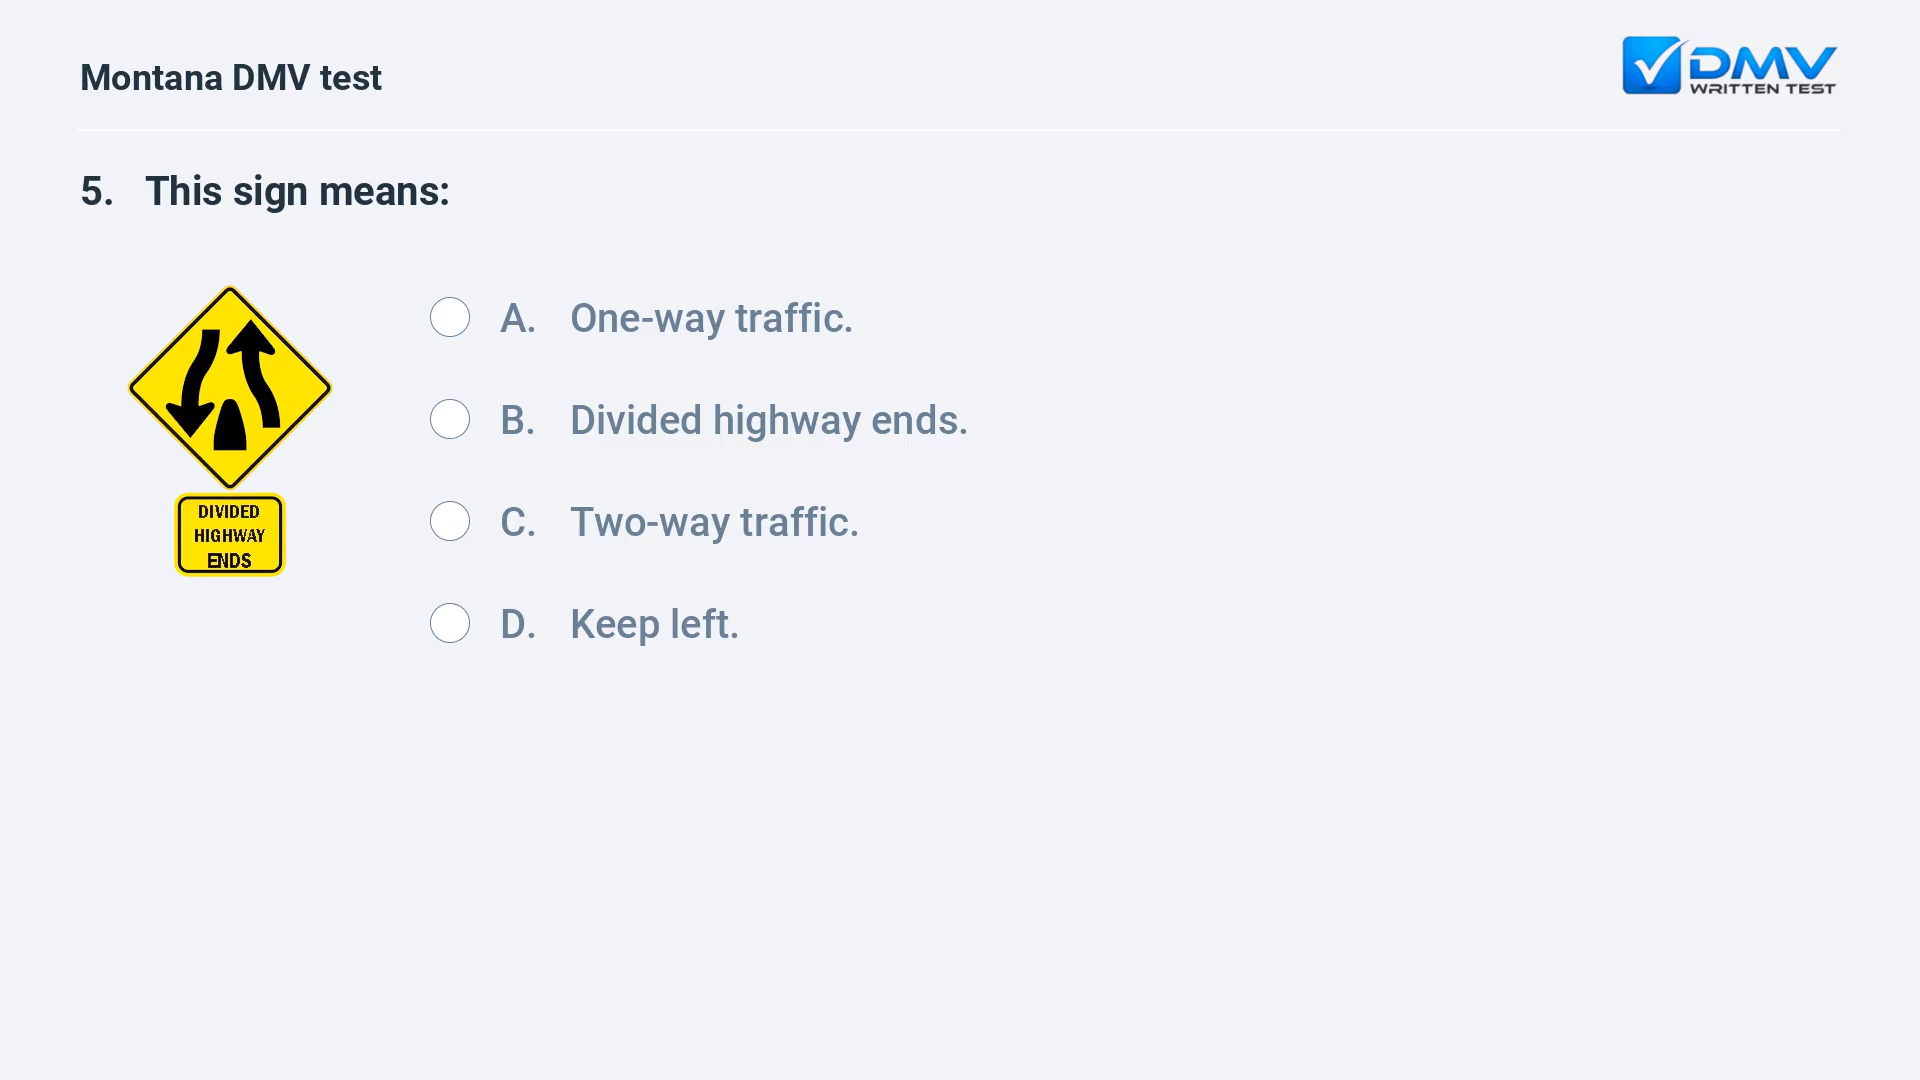 Montana DMV test
DMV
WRITTEN TEST
5. This sign means:
DIVIDED
HIGHWAY
ENDS
A. One-way traffic.
B. Divided highway ends.
C. Two-way traffic.
D. Keep left.